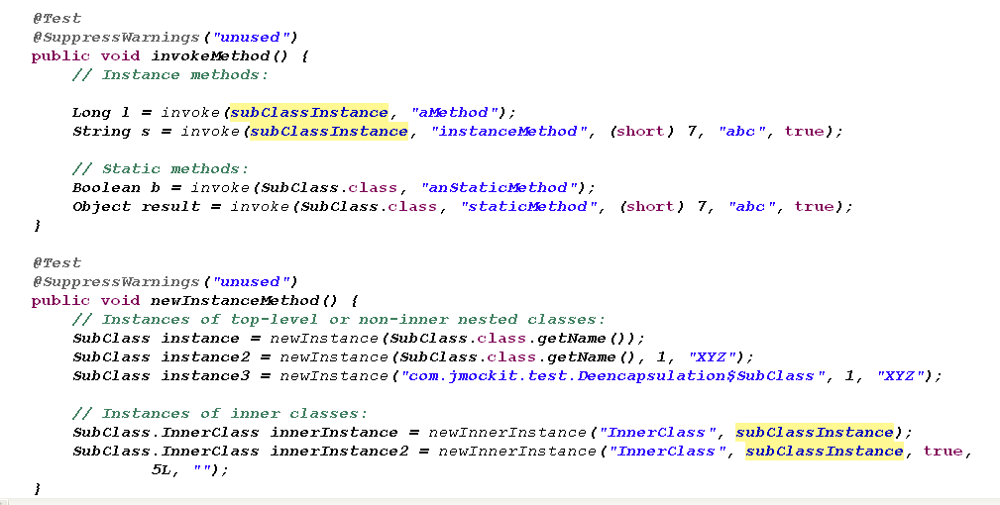 @Test
@SuppressWarnings("unused")
public void invokeMethod() {
// Instance methods:
Long l = invoke(subClassInstance, "aMethod");
String s = invoke(subClassInstance, "instanceMethod", (short) 7, "abc", true);
// Static methods:
Boolean b = invoke(SubClass.class, "anStaticMethod");
Object result = invoke(SubClass.class, "staticMethod", (short) 7, "abc", true);
}
@Test
@SuppressWarnings("unused")
public void newInstanceMethod() {
// Instances of top-level or non-inner nested classes:
SubClass instance = newInstance(SubClass.class.getName());
SubClass instance2 = newInstance(SubClass.class.getName(), 1, "XYZ");
SubClass instance3 = newInstance("com.jmockit.test.Deencapsulation$SubClass", 1, "XYZ");
// Instances of inner classes:
SubClass.InnerClass innerInstance = newInnerInstance("InnerClass", subClassInstance);
SubClass.InnerClass innerInstance2 = newInnerInstance("InnerClass", subClassInstance, true,
5L, "");
}